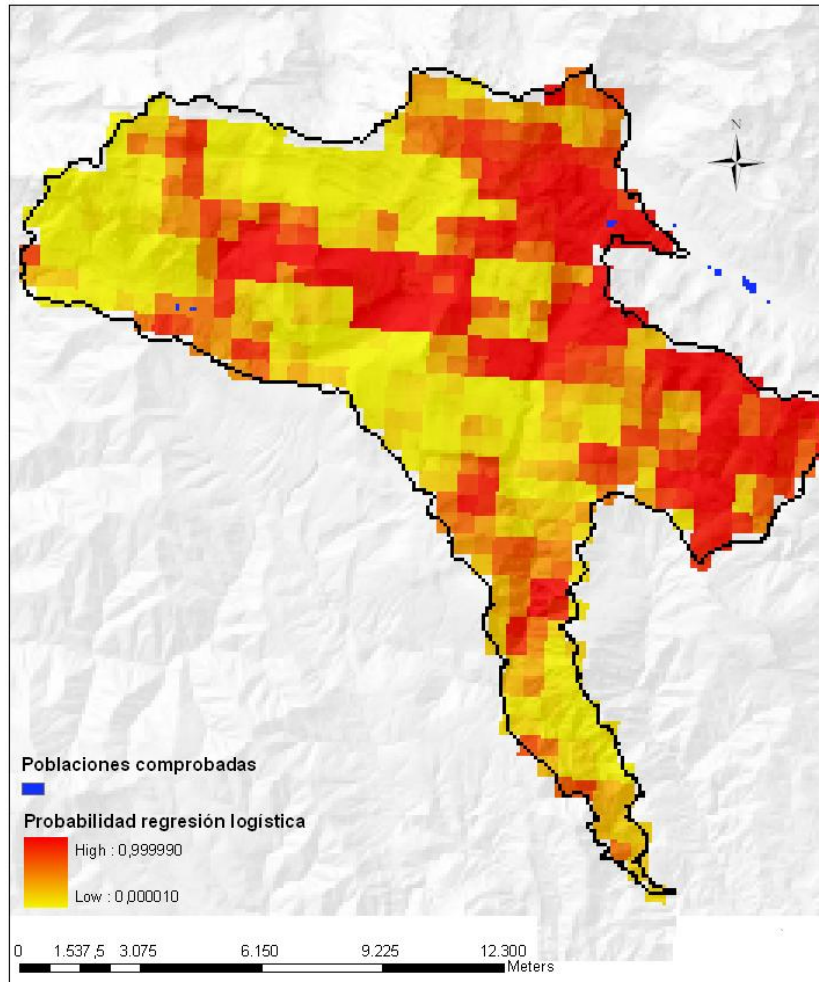 N
Poblaciones comprobadas
Probabilidad regresión logística
High : 0,999990
Low : 0,000010
0 1.537,5 3.075 6.150 9.225 12.300
Meters